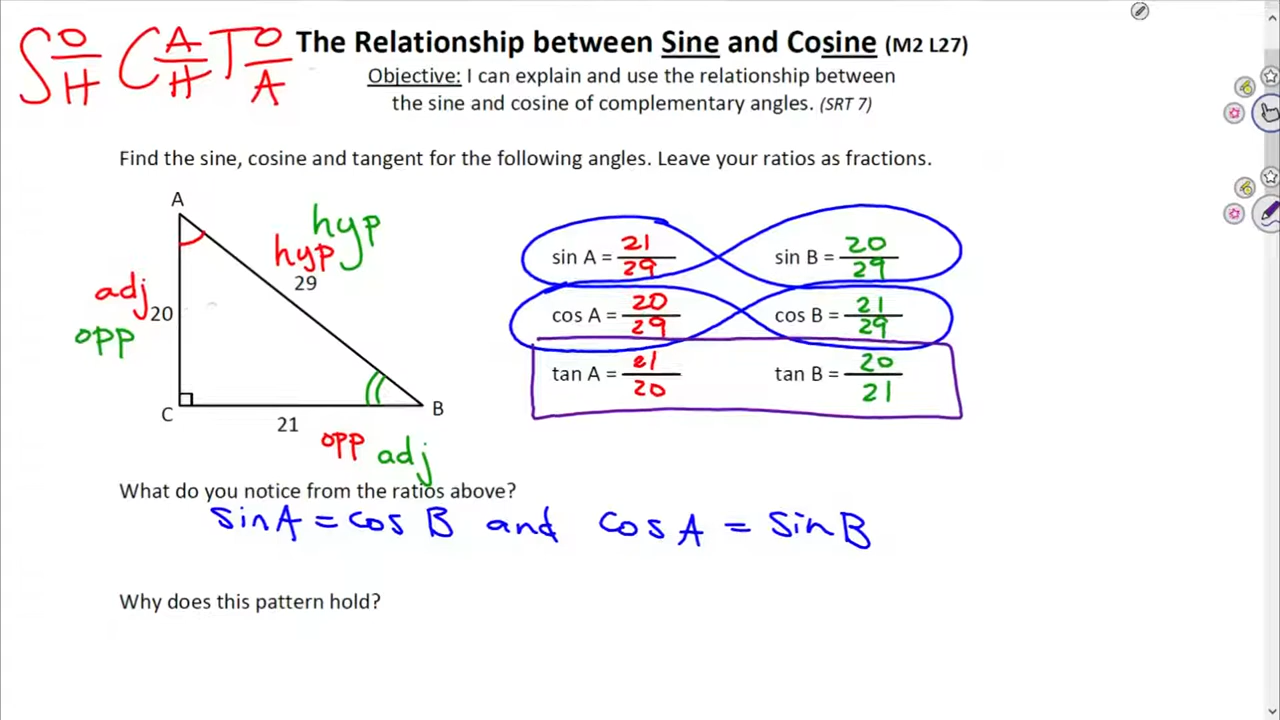 S O/H C A/H T O/A
The Relationship between Sine and Cosine (M2 L27)
Objective: I can explain and use the relationship between
the sine and cosine of complementary angles. (SRT 7)
Find the sine, cosine and tangent for the following angles. Leave your ratios as fractions.
A
hyp
hyp
29
adj
20
opp
C
B
21
opp adj
sin A = 21/29 sin B = 20/29
cos A = 20/29 cos B = 21/29
tan A = 21/20 tan B = 20/21
What do you notice from the ratios above?
sin A = cos B and cos A = sin B
Why does this pattern hold?